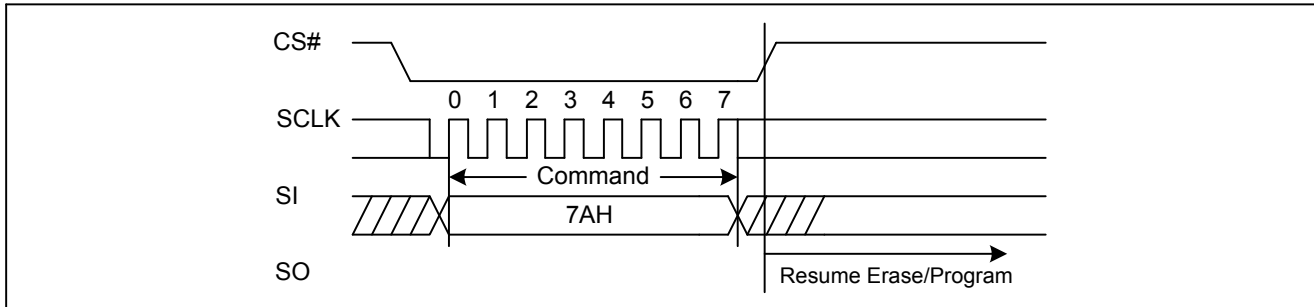 CS#
0 1 2 3 4 5 6 7
SCLK
Command
SI
7AH
SO
Resume Erase/Program